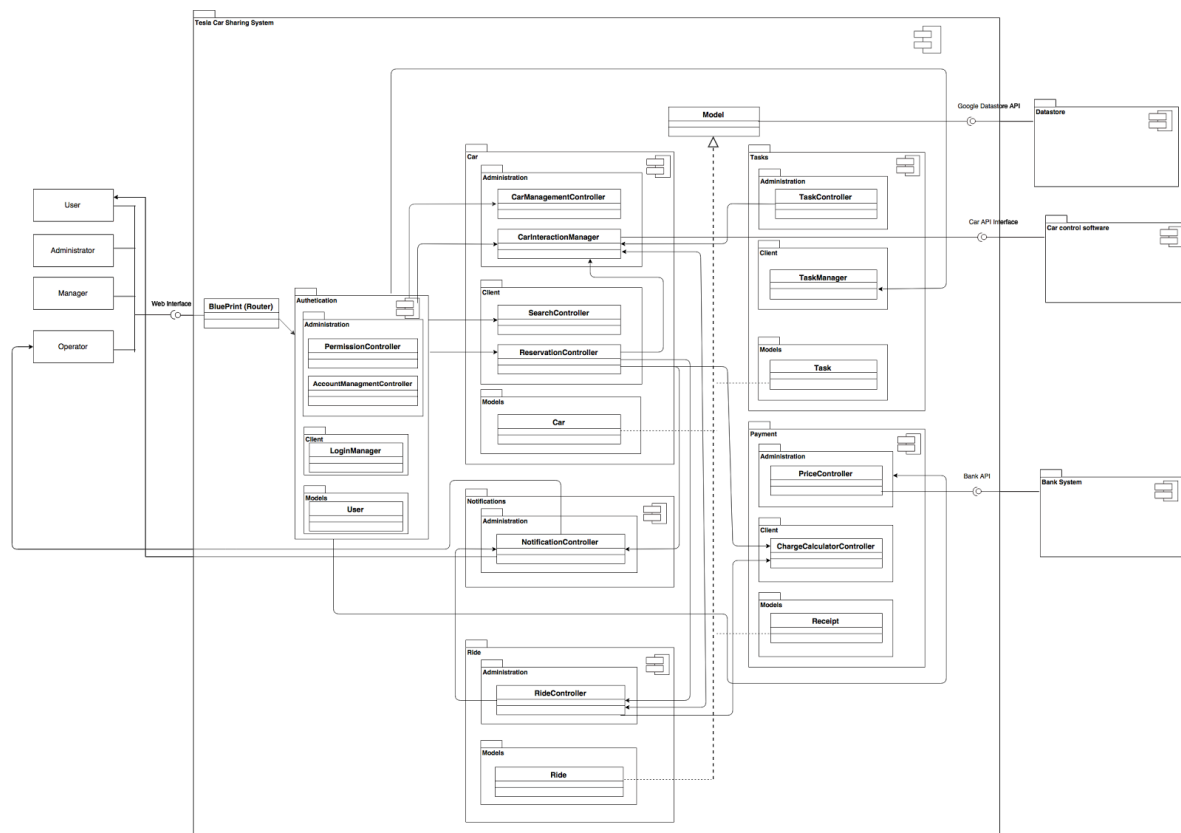 Tesla Car Sharing System
Google Datastore API
Model
Datastore
Car
Tasks
Administration
CarManagementController
Administration
TaskController
User
Car API Interface
Car control software
CarInteractionManager
Administrator
Client
TaskManager
Manager
Web Interface
BluePrint (Router)
Authetication
Client
SearchController
Administration
PermissionController
Operator
ReservationController
Models
Task
AccountManagmentController
Models
Car
Client
LoginManager
Payment
Administration
PriceController
Bank API
Bank System
Models
User
Notifications
Administration
NotificationController
Client
ChargeCalculatorController
Models
Receipt
Ride
Administration
RideController
Models
Ride